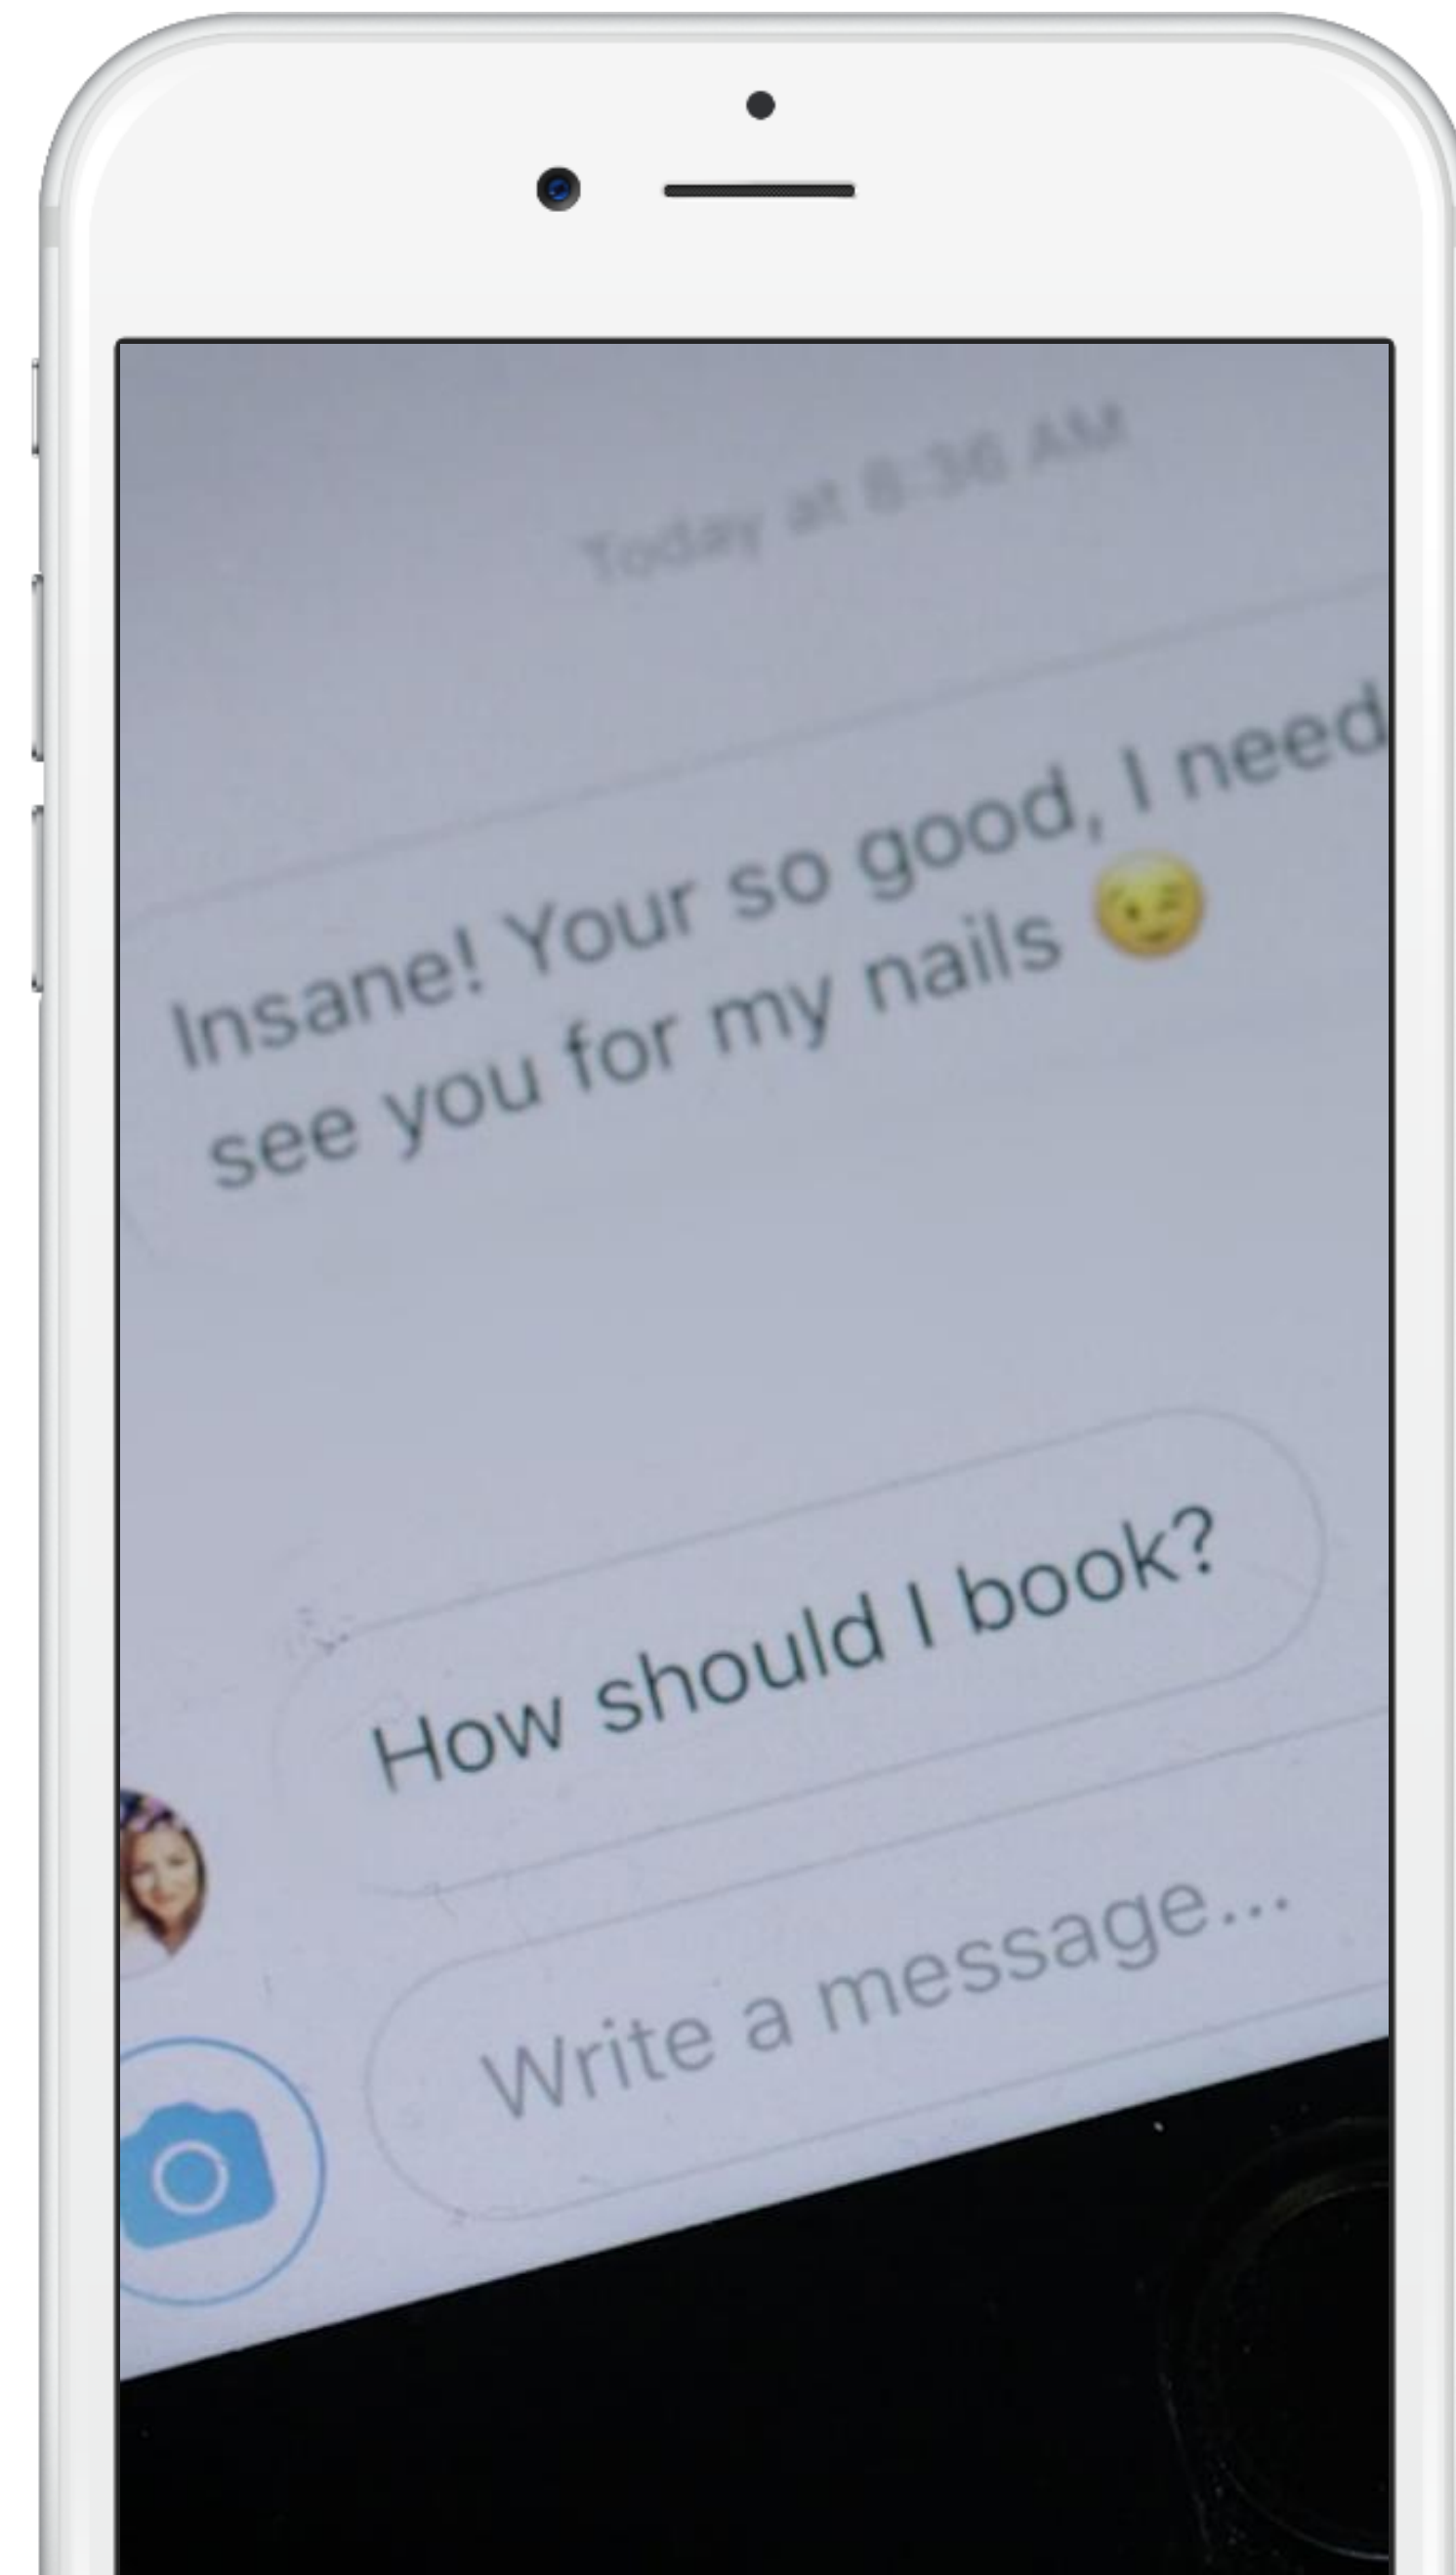 Today at 8:36 AM
Insane! Your so good, I need
see you for my nails 😉
How should I book?
Write a message...